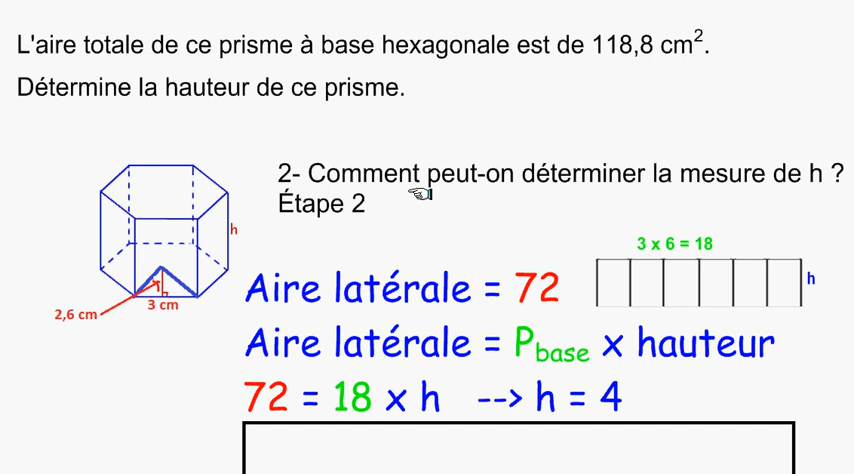 L'aire totale de ce prisme à base hexagonale est de 118,8 cm².
Détermine la hauteur de ce prisme.
2- Comment peut-on déterminer la mesure de h ?
Étape 2
h
3 cm
2,6 cm
3 x 6 = 18
h
Aire latérale = 72
Aire latérale = Pbase x hauteur
72 = 18 x h --> h = 4